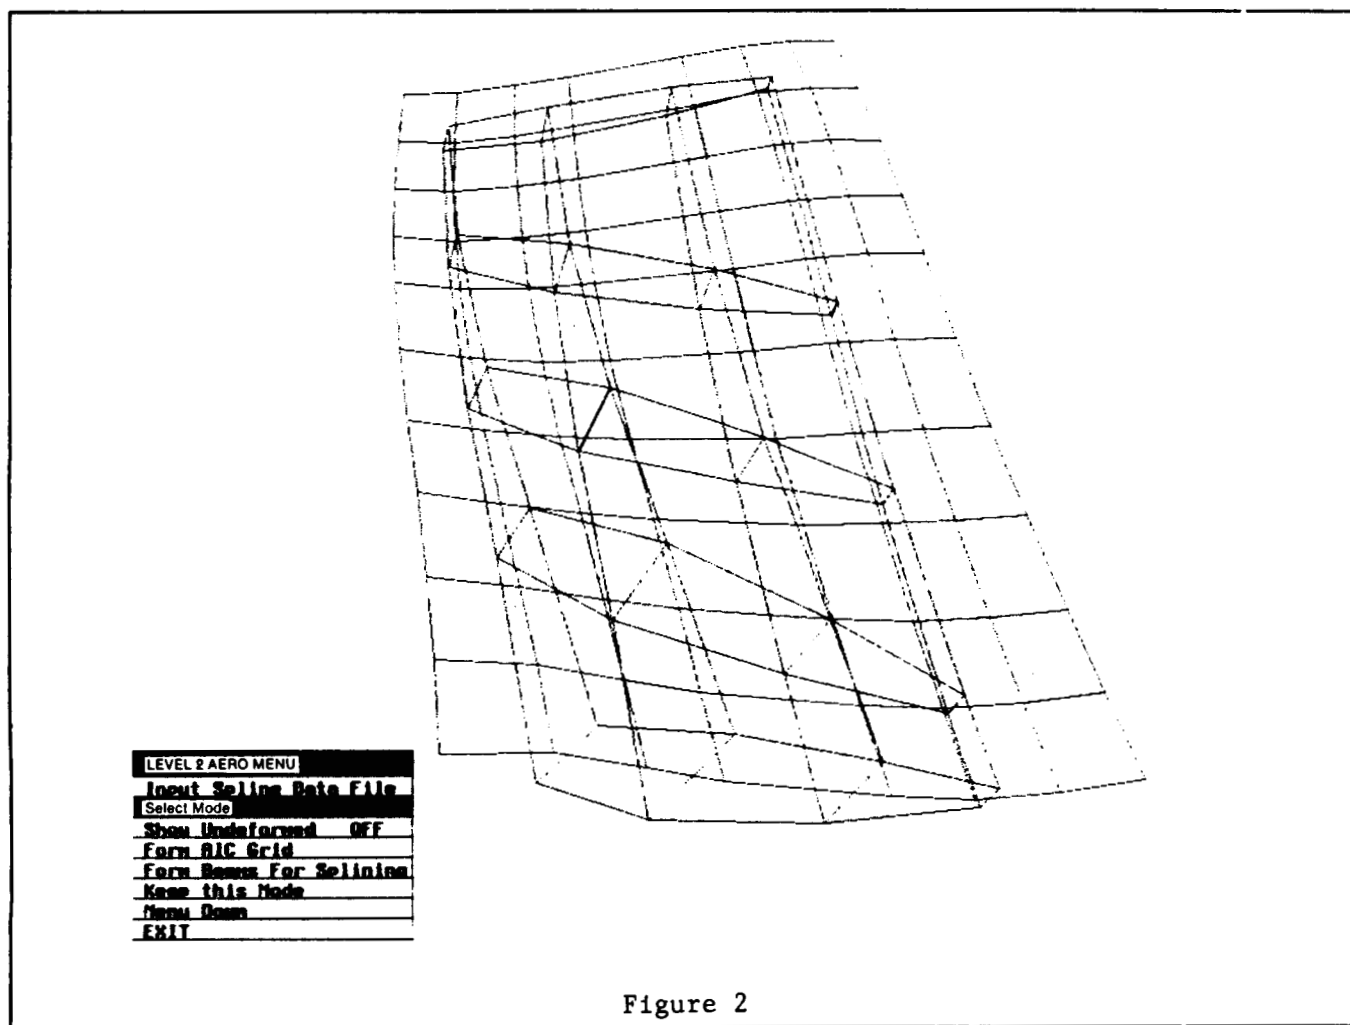 LEVEL 2 AERO MENU
Input Spline Data File
Select Mode
Show Undeformed OFF
Form AIC Grid
Form Beams For Splining
Keep this Mode
Menu Down
EXIT
Figure 2